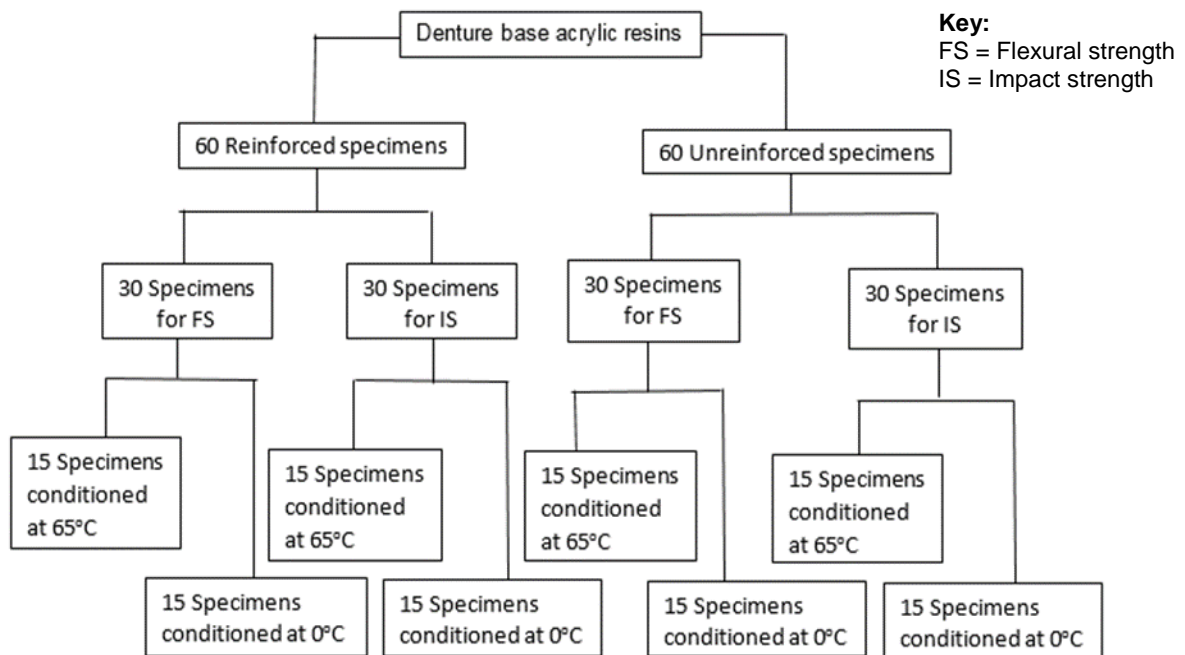 Denture base acrylic resins
Key:
FS = Flexural strength
IS = Impact strength
60 Reinforced specimens
60 Unreinforced specimens
30 Specimens
for FS
30 Specimens
for IS
30 Specimens
for FS
30 Specimens
for IS
15 Specimens
conditioned
at 65°C
15 Specimens
conditioned
at 65°C
15 Specimens
conditioned
at 65°C
15 Specimens
conditioned
at 65°C
15 Specimens
conditioned at 0°C
15 Specimens
conditioned at 0°C
15 Specimens
conditioned at 0°C
15 Specimens
conditioned at 0°C